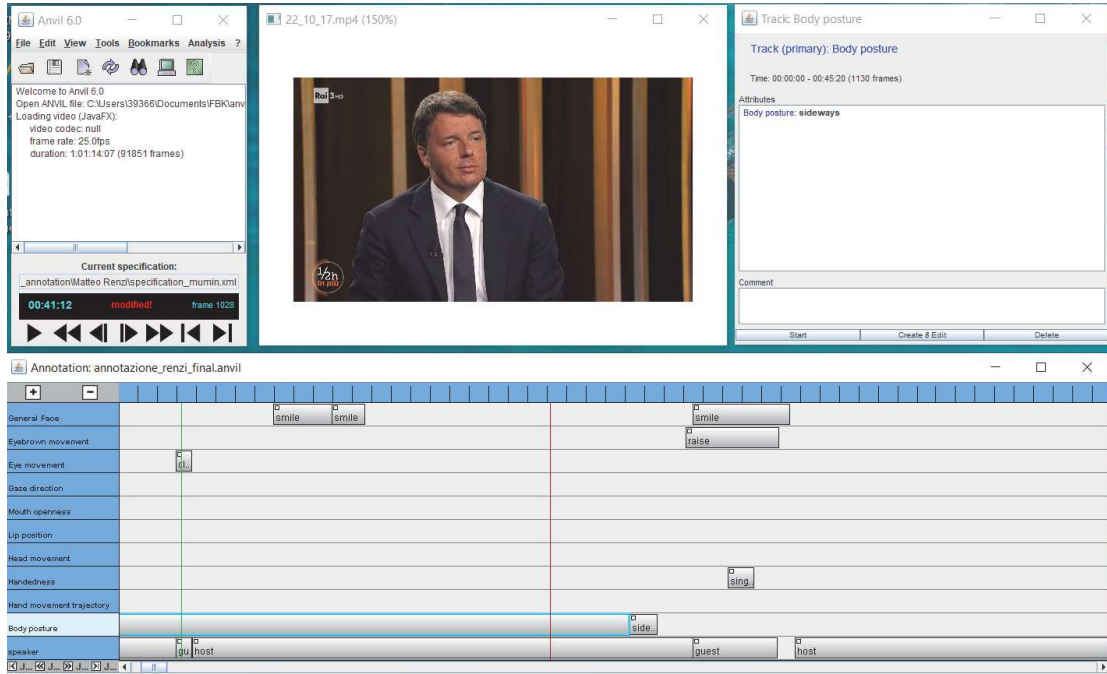 Anvil 6.0
File Edit View Tools Bookmarks Analysis ?
Welcome to Anvil 6.0
Open ANVIL file: C:\Users\39366\Documents\FBK\anv
Loading video (JavaFX):
video codec: null
frame rate: 25.0fps
duration: 1:01:14:07 (91851 frames)
Current specification:
_annotation\Matteo Renzi\specification_mumin.xml
00:41:12 modified! frame 1028
22_10_17.mp4 (150%)
Rai 3 HD
1/2h
in più
Track: Body posture
Track (primary): Body posture
Time: 00:00:00 - 00:45:20 (1130 frames)
Attributes
Body posture: sideways
Comment
Start Create & Edit Delete
Annotation: annotazione_renzi_final.anvil
+ -
General Face smile smile smile
Eyebrown movement raise
Eye movement
Gaze direction
Mouth openness
Lip position
Head movement
Handedness sing..
Hand movement trajectory
Body posture side..
speaker gu.. host guest host
J... J... J... J...